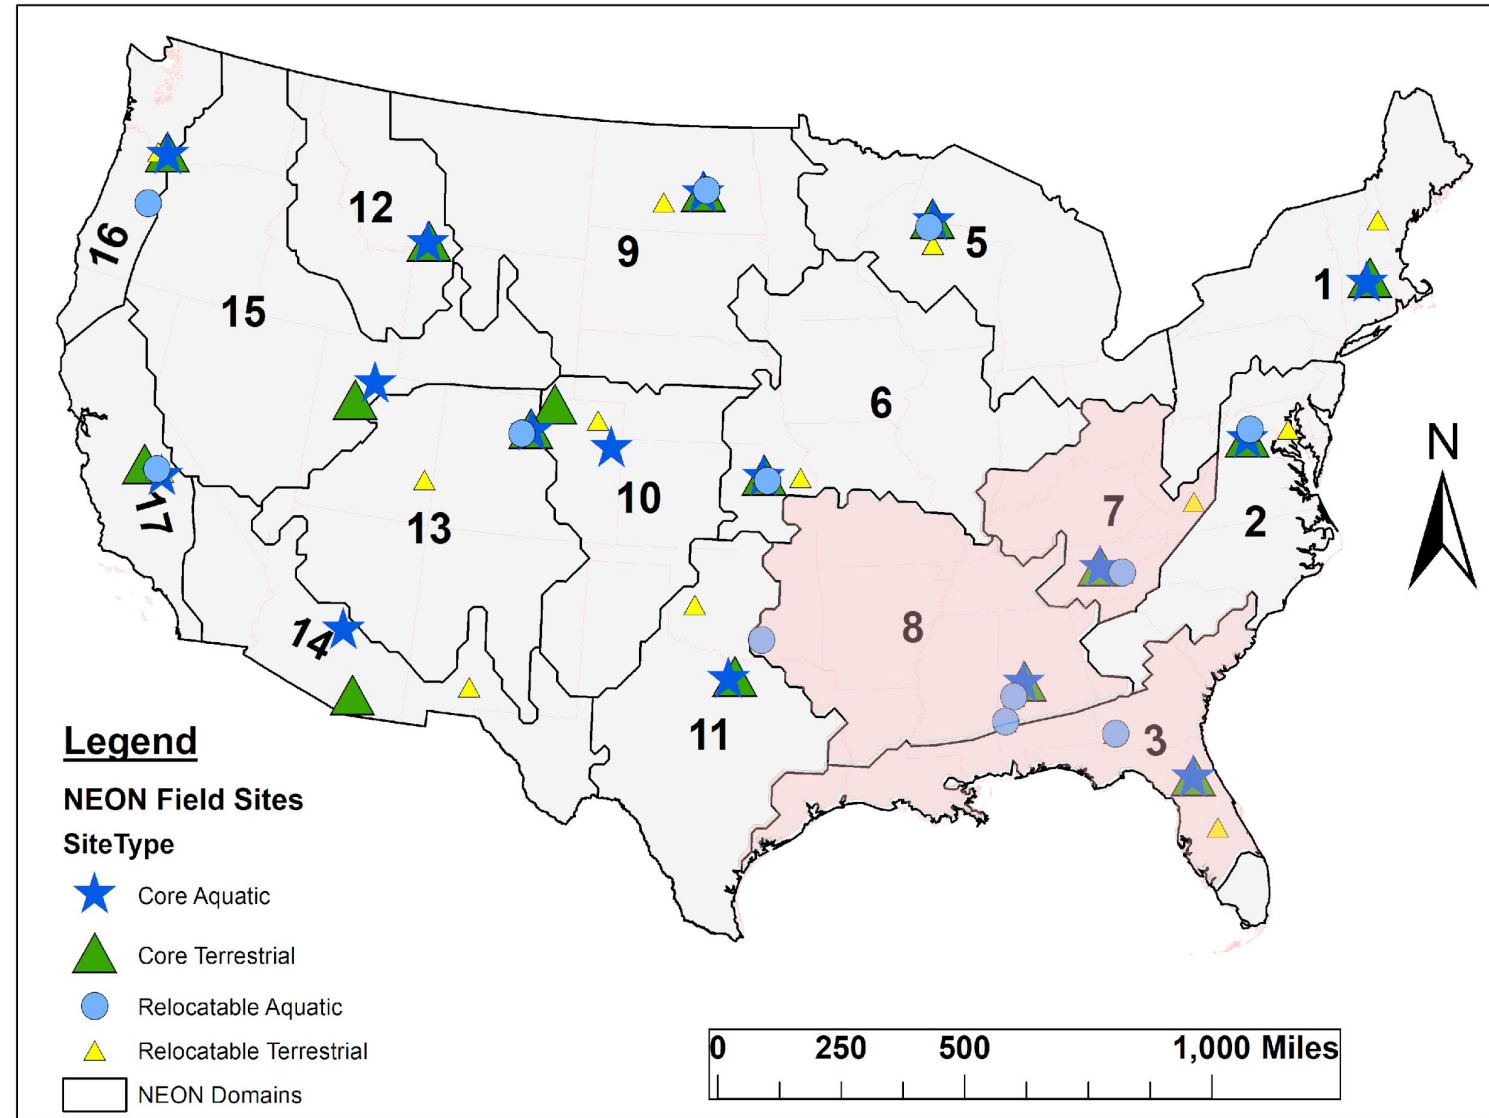 12
16
9
5
1
15
6
N
10
7
17
13
2
8
14
11
3
Legend
NEON Field Sites
SiteType
Core Aquatic
Core Terrestrial
Relocatable Aquatic
Relocatable Terrestrial
NEON Domains
0 250 500 1,000 Miles